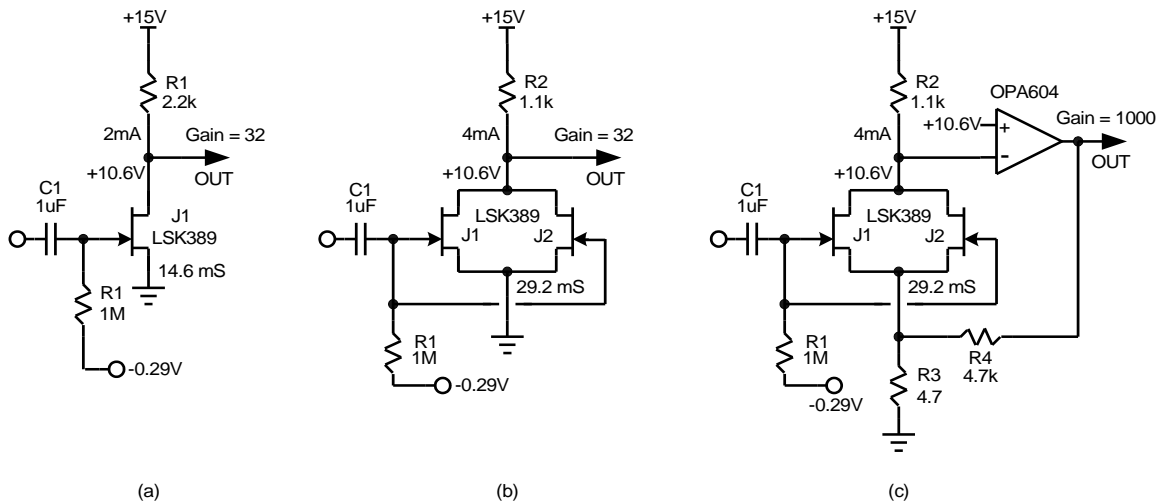 +15V
R1
2.2k
2mA
Gain = 32
+10.6V
OUT
C1
1uF
J1
LSK389
14.6 mS
R1
1M
-0.29V
(a)
+15V
R2
1.1k
4mA
Gain = 32
+10.6V
OUT
C1
1uF
LSK389
J1
J2
29.2 mS
R1
1M
-0.29V
(b)
+15V
R2
1.1k
OPA604
4mA
+10.6V
+
-
Gain = 1000
OUT
+10.6V
C1
1uF
LSK389
J1
J2
29.2 mS
R1
1M
-0.29V
R4
4.7k
R3
4.7
(c)